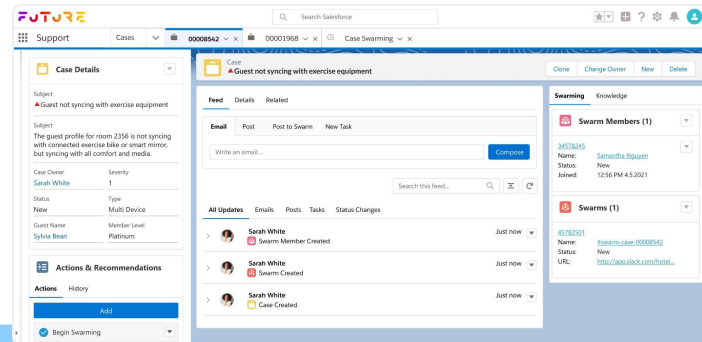 FUTURE
Search Salesforce
Support
Cases
00008542
00001968
Case Swarming
Case Details
Subject
Guest not syncing with exercise equipment
Subject
The guest profile for room 2356 is not syncing
with connected exercise bike or smart mirror,
but syncing with all comfort and media.
Case Owner
Severity
Sarah White
1
Status
Type
New
Multi Device
Guest Name
Member Level
Sylvia Bean
Platinum
Actions & Recommendations
Actions
History
Add
Begin Swarming
Case
Guest not syncing with exercise equipment
Clone
Change Owner
New
Delete
Feed
Details
Related
Email
Post
Post to Swarm
New Task
Write an email...
Compose
Search this feed...
All Updates
Emails
Posts
Tasks
Status Changes
Sarah White
Just now
Swarm Member Created
Sarah White
Just now
Swarm Created
Sarah White
Just now
Case Created
Swarming
Knowledge
Swarm Members (1)
34578245
Name: Samantha Nguyen
Status: New
Joined: 12:56 PM 4.5.2021
Swarms (1)
45782501
Name: #swarm-case-00008542
Status: New
URL: http://app.slack.com/hotel...